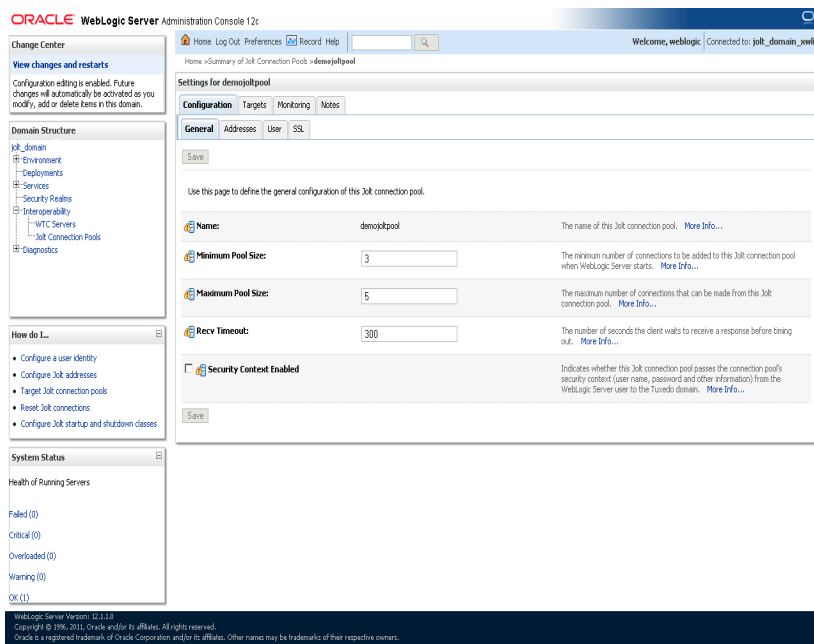 ORACLE WebLogic Server Administration Console 12c
Change Center
View changes and restarts
Configuration editing is enabled. Future
changes will automatically be activated as you
modify, add or delete items in this domain.
Domain Structure
jolt_domain
Environment
Deployments
Services
Security Realms
Interoperability
WTC Servers
Jolt Connection Pools
Diagnostics
How do I...
Configure a user identity
Configure Jolt addresses
Target Jolt connection pools
Reset Jolt connections
Configure Jolt startup and shutdown classes
System Status
Health of Running Servers
Failed (0)
Critical (0)
Overloaded (0)
Warning (0)
OK (1)
Home Log Out Preferences Record Help
Welcome, weblogic Connected to: jolt_domain_xwli
Home >Summary of Jolt Connection Pools >demojoltpool
Settings for demojoltpool
Configuration Targets Monitoring Notes
General Addresses User SSL
Save
Use this page to define the general configuration of this Jolt connection pool.
Name: demojoltpool The name of this Jolt connection pool. More Info...
Minimum Pool Size: 3 The minimum number of connections to be added to this Jolt connection pool
when WebLogic Server starts. More Info...
Maximum Pool Size: 5 The maximum number of connections that can be made from this Jolt
connection pool. More Info...
Recv Timeout: 300 The number of seconds the client waits to receive a response before timing
out. More Info...
Security Context Enabled Indicates whether this Jolt connection pool passes the connection pool's
security context (user name, password and other information) from the
WebLogic Server user to the Tuxedo domain. More Info...
Save
WebLogic Server Version: 12.1.1.0
Copyright © 1996, 2011, Oracle and/or its affiliates. All rights reserved.
Oracle is a registered trademark of Oracle Corporation and/or its affiliates. Other names may be trademarks of their respective owners.